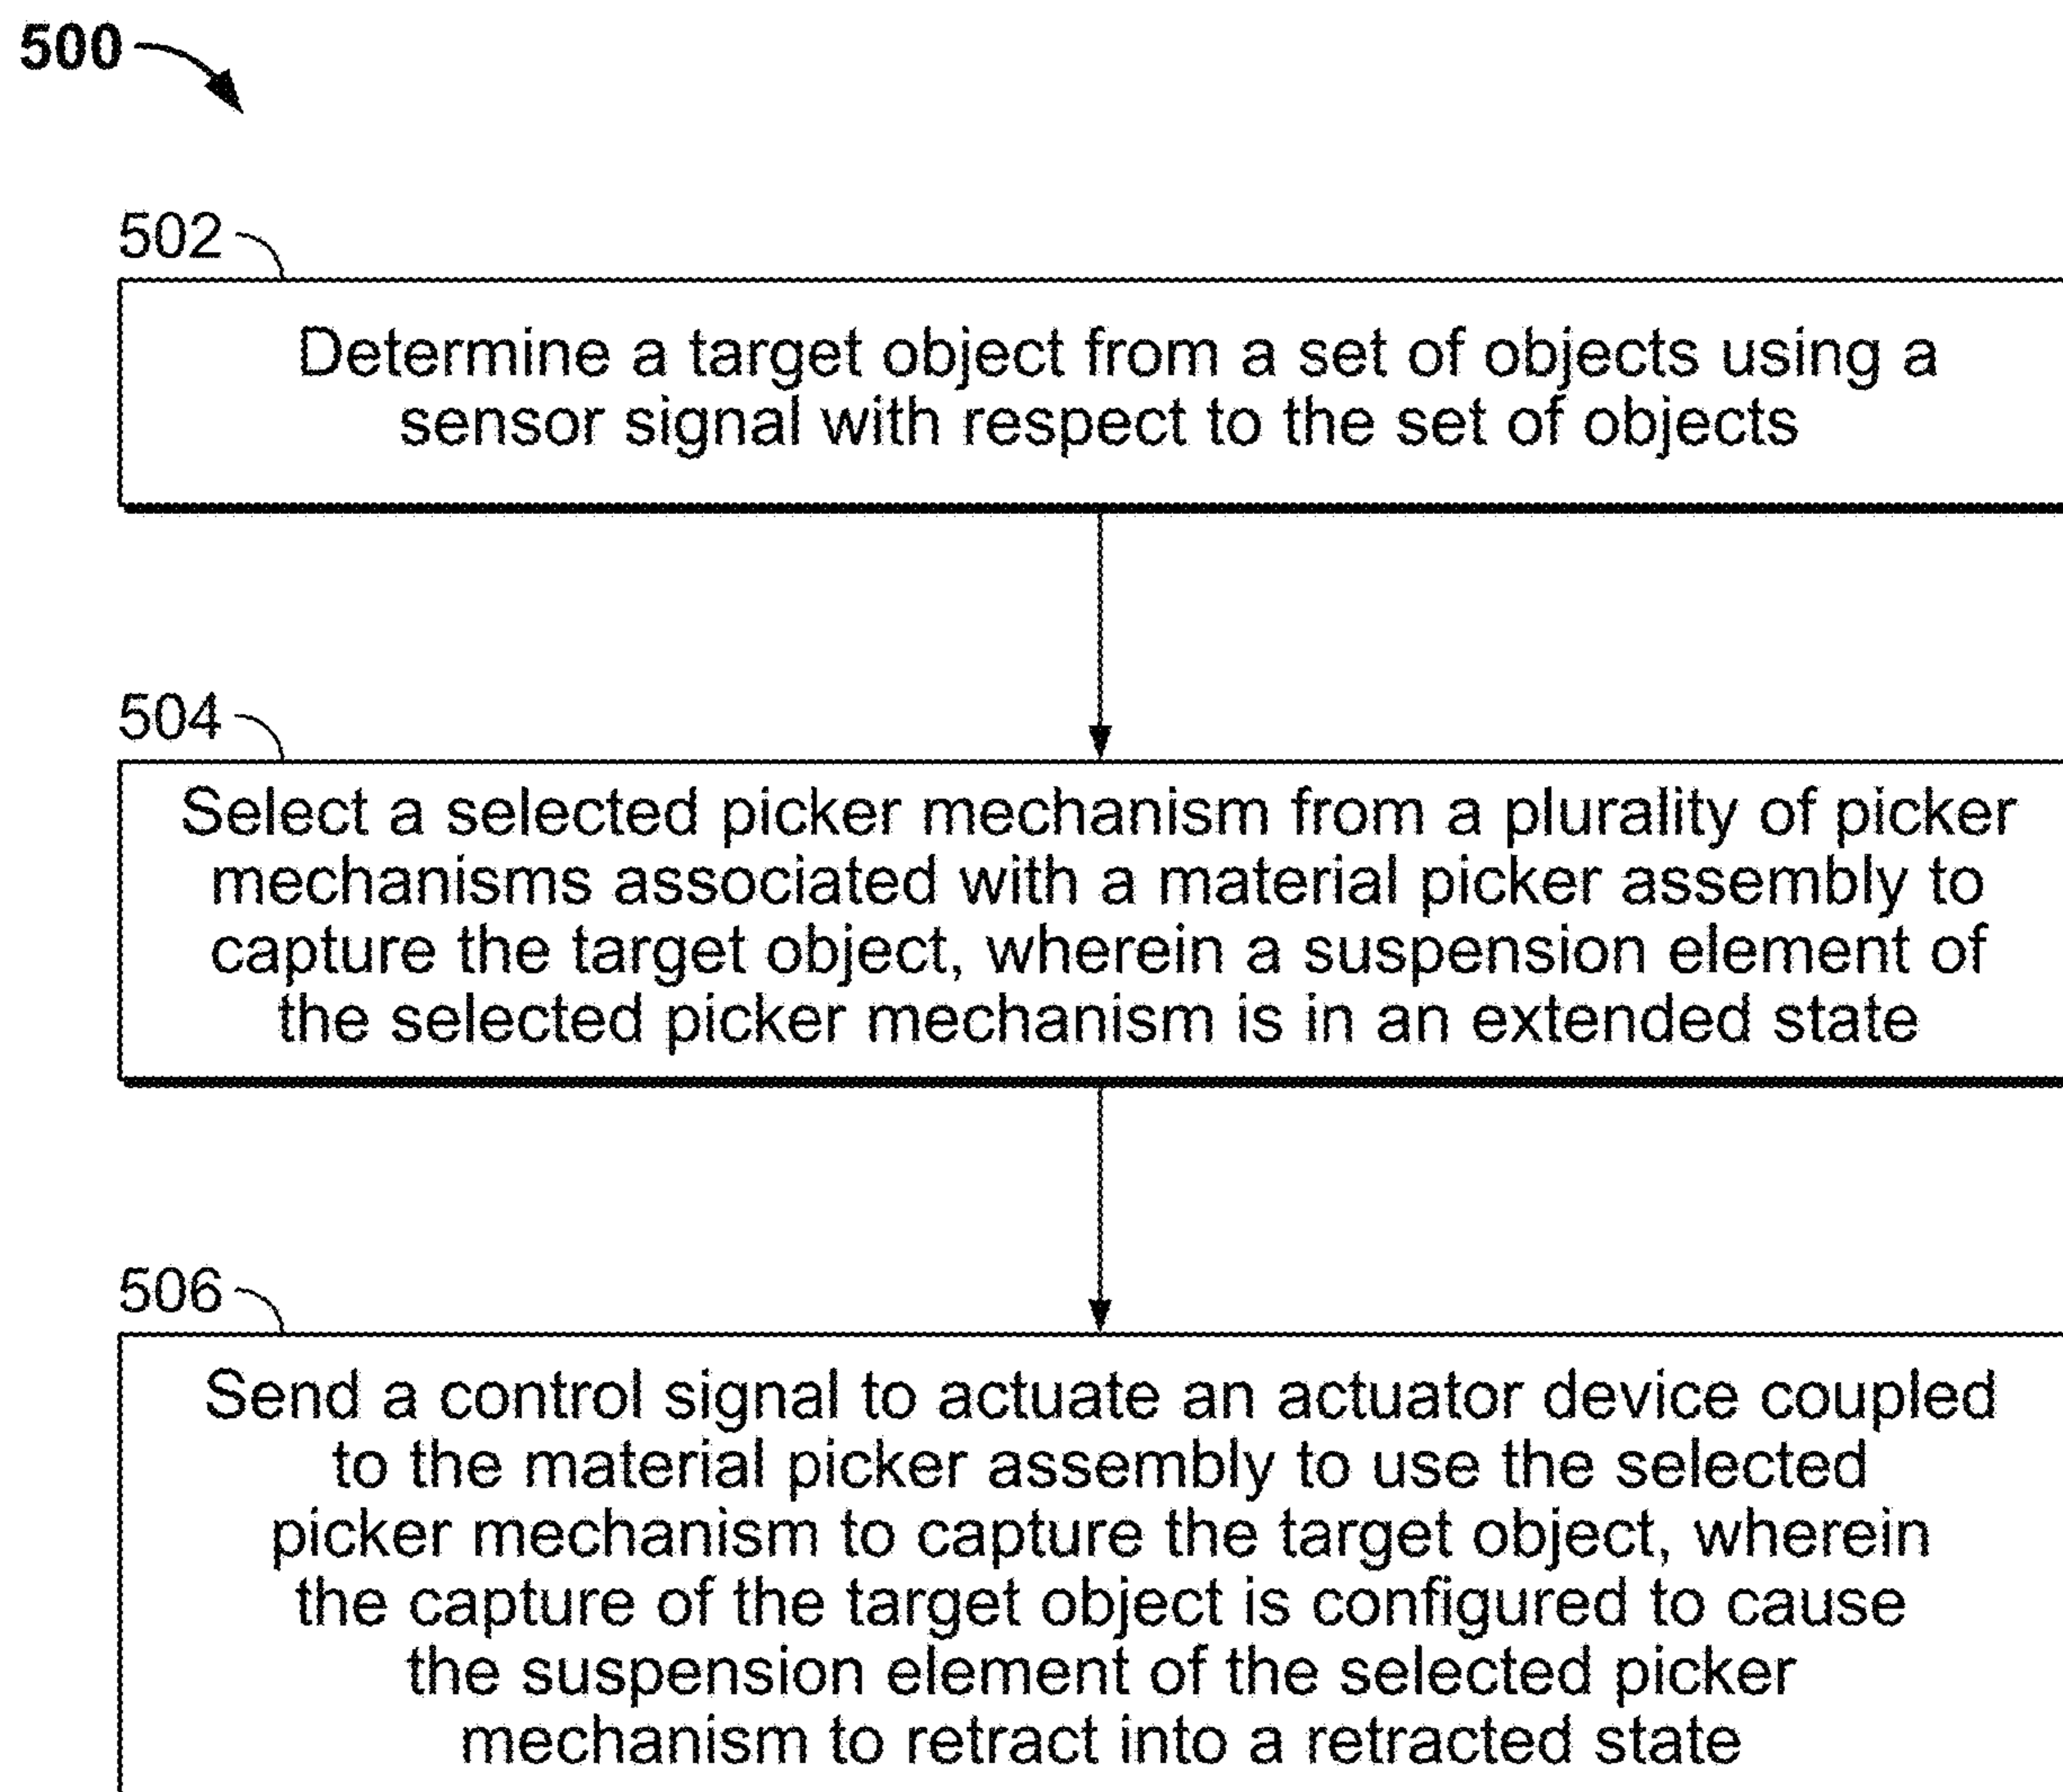 500
502
Determine a target object from a set of objects using a
sensor signal with respect to the set of objects
504
Select a selected picker mechanism from a plurality of picker
mechanisms associated with a material picker assembly to
capture the target object, wherein a suspension element of
the selected picker mechanism is in an extended state
506
Send a control signal to actuate an actuator device coupled
to the material picker assembly to use the selected
picker mechanism to capture the target object, wherein
the capture of the target object is configured to cause
the suspension element of the selected picker
mechanism to retract into a retracted state